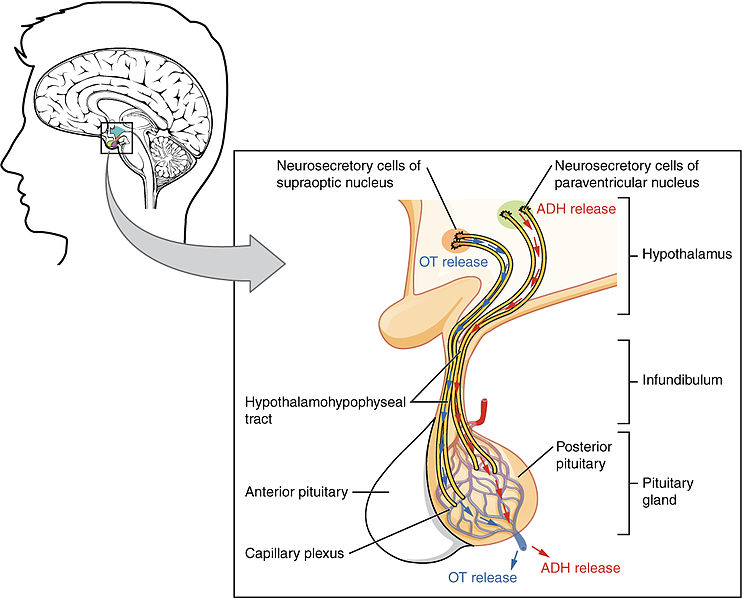 Neurosecretory cells of
supraoptic nucleus
Neurosecretory cells of
paraventricular nucleus
ADH release
OT release
Hypothalamus
Infundibulum
Hypothalamohypophyseal
tract
Posterior
pituitary
Pituitary
gland
Anterior pituitary
Capillary plexus
OT release
ADH release